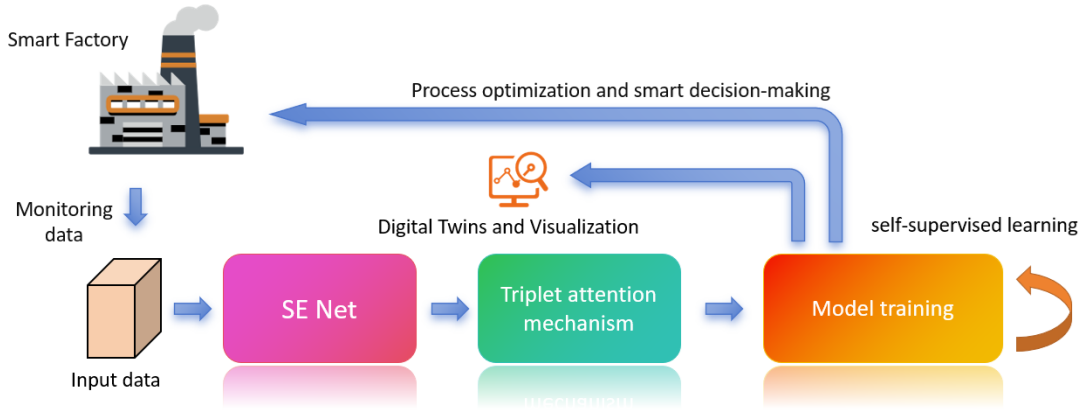 Smart Factory
Process optimization and smart decision-making
Monitoring
data
Digital Twins and Visualization
self-supervised learning
SE Net
Triplet attention
mechanism
Model training
Input data